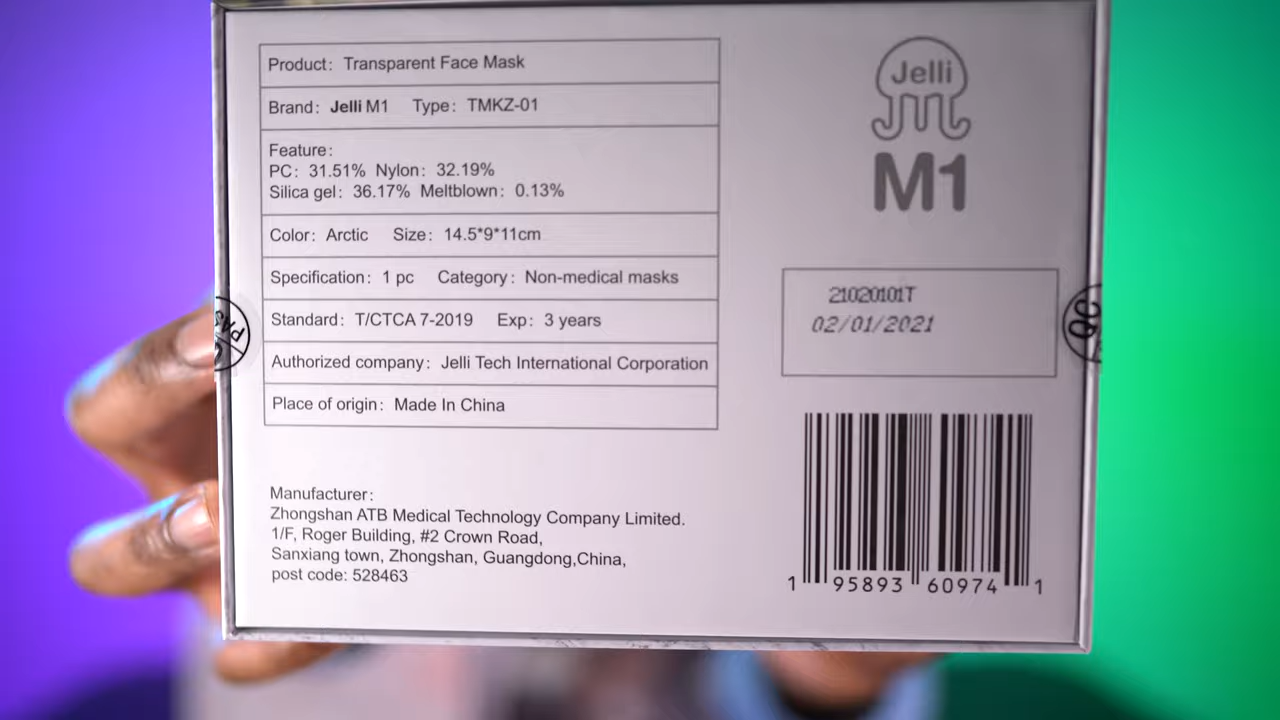 Product: Transparent Face Mask
Brand: Jelli M1 Type: TMKZ-01
Feature:
PC: 31.51% Nylon: 32.19%
Silica gel: 36.17% Meltblown: 0.13%
Color: Arctic Size: 14.5*9*11cm
Specification: 1 pc Category: Non-medical masks
Standard: T/CTCA 7-2019 Exp: 3 years
Authorized company: Jelli Tech International Corporation
Place of origin: Made In China
Manufacturer:
Zhongshan ATB Medical Technology Company Limited.
1/F, Roger Building, #2 Crown Road,
Sanxiang town, Zhongshan, Guangdong,China,
post code: 528463
Jelli
M1
21020101T
02/01/2021
QC
1 95893 60974 1